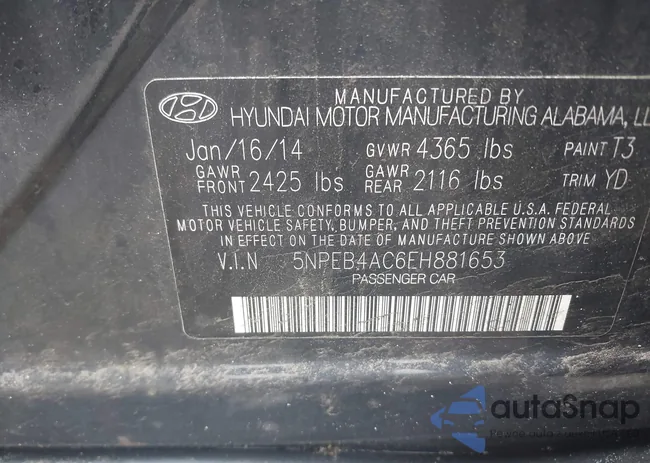 MANUFACTURED BY
HYUNDAI MOTOR MANUFACTURING ALABAMA, LL
Jan/16/14 GVWR 4365 lbs PAINT T3
GAWR FRONT 2425 lbs GAWR REAR 2116 lbs TRIM YD
THIS VEHICLE CONFORMS TO ALL APPLICABLE U.S.A. FEDERAL
MOTOR VEHICLE SAFETY, BUMPER, AND THEFT PREVENTION STANDARDS
IN EFFECT ON THE DATE OF MANUFACTURE SHOWN ABOVE
V.I.N 5NPEB4AC6EH881653
PASSENGER CAR
autoSnap